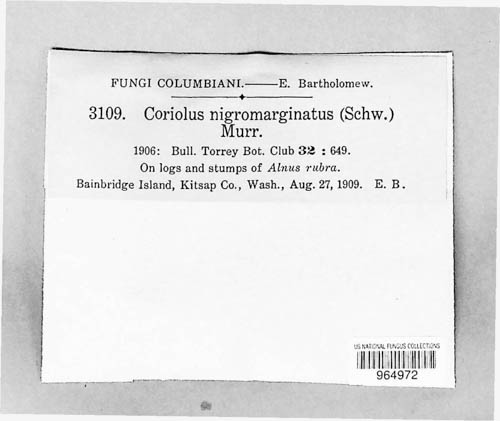 FUNGI COLUMBIANI.——E. Bartholomew.
3109. Coriolus nigromarginatus (Schw.)
Murr.
1906: Bull. Torrey Bot. Club 32 : 649.
On logs and stumps of Alnus rubra.
Bainbridge Island, Kitsap Co., Wash., Aug. 27, 1909. E. B.
US NATIONAL FUNGUS COLLECTIONS
964972